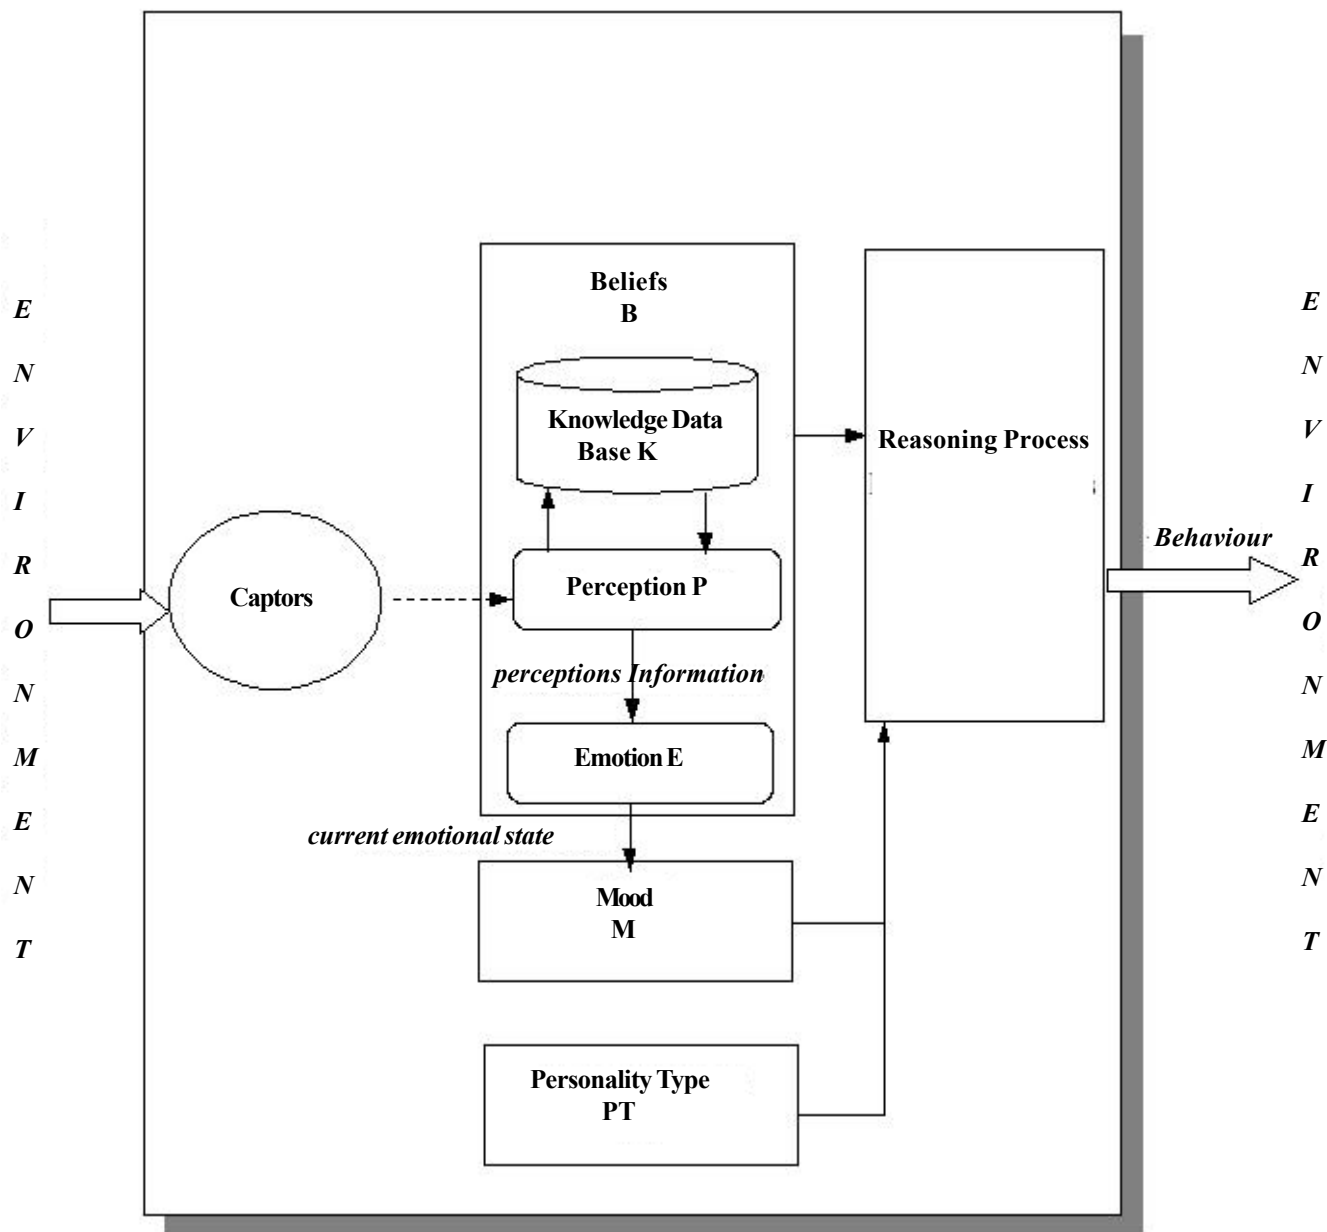 E
N
V
I
R
O
N
M
E
N
T
Captors
Beliefs
B
Knowledge Data
Base K
Perception P
perceptions Information
Emotion E
current emotional state
Mood
M
Personality Type
PT
Reasoning Process
Behaviour
E
N
V
I
R
O
N
M
E
N
T